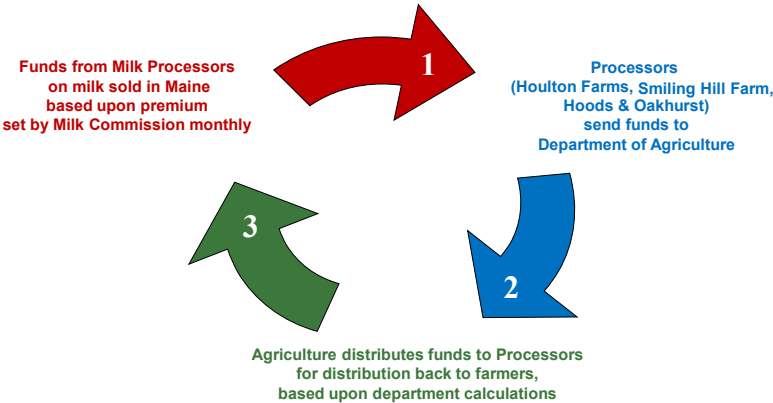 Funds from Milk Processors
on milk sold in Maine
based upon premium
set by Milk Commission monthly
1
Processors
(Houlton Farms, Smiling Hill Farm,
Hoods & Oakhurst)
send funds to
Department of Agriculture
2
3
Agriculture distributes funds to Processors
for distribution back to farmers,
based upon department calculations